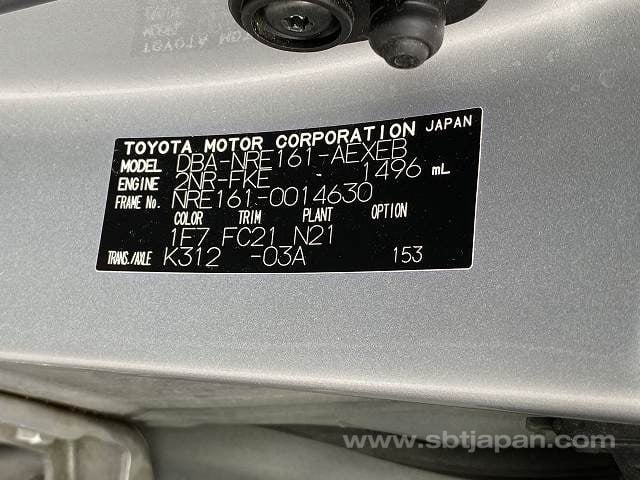 TOYOTA MOTOR CORPORATION JAPAN
MODEL DBA-NRE161-AEXEB
ENGINE 2NR-FKE - 1496 mL
FRAME No. NRE161-0014630
COLOR TRIM PLANT OPTION
1F7 FC21 N21
TRANS./AXLE K312 -03A 153
www.sbtjapan.com